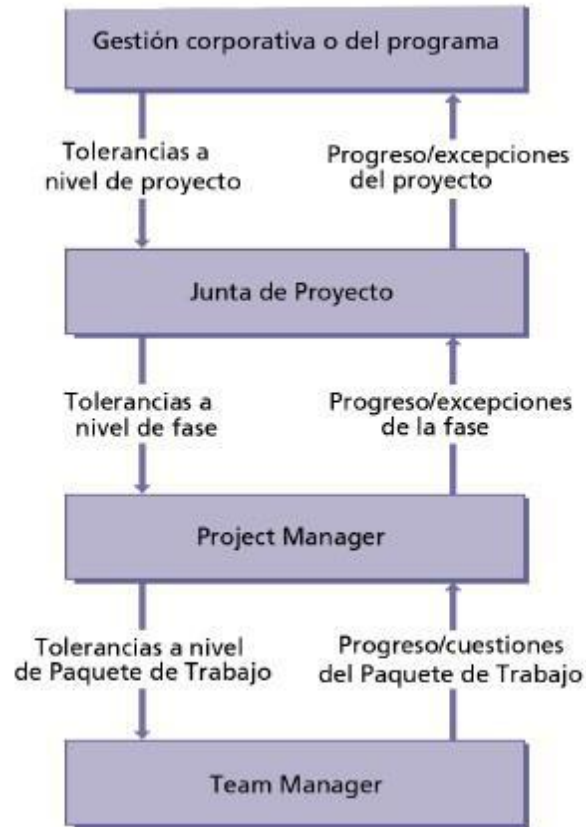 Gestión corporativa o del programa
Tolerancias a
nivel de proyecto
Progreso/excepciones
del proyecto
Junta de Proyecto
Tolerancias a
nivel de fase
Progreso/excepciones
de la fase
Project Manager
Tolerancias a nivel
de Paquete de Trabajo
Progreso/cuestiones
del Paquete de Trabajo
Team Manager